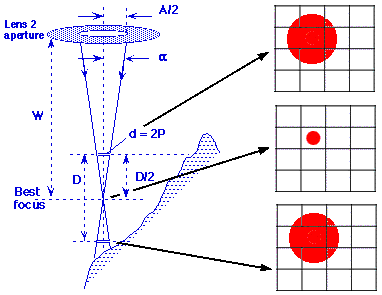 A/2
Lens 2
aperture
α
W
d = 2P
D
D/2
Best
focus